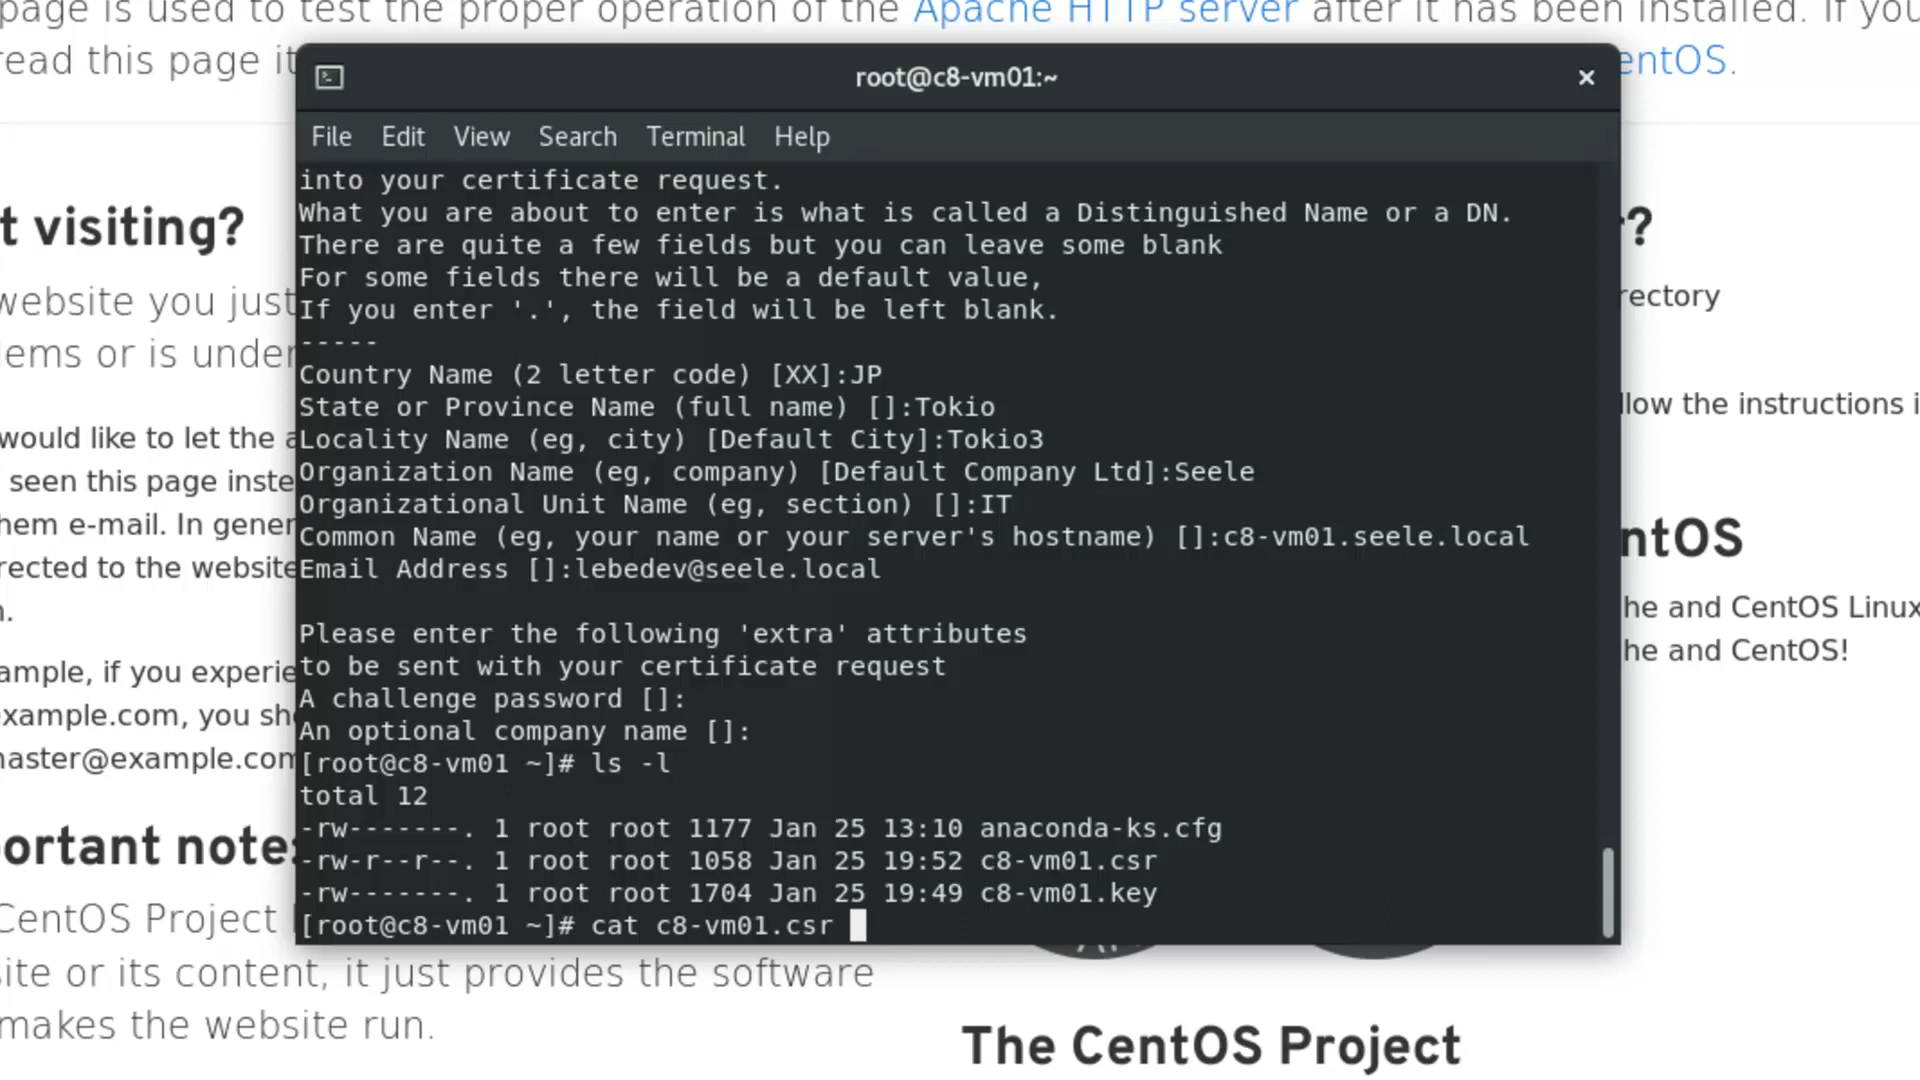 page is used to test the proper operation of the Apache HTTP server after it has been installed. If you
read this page it
entOS.
root@c8-vm01:~
File Edit View Search Terminal Help
into your certificate request.
What you are about to enter is what is called a Distinguished Name or a DN.
There are quite a few fields but you can leave some blank
For some fields there will be a default value,
If you enter '.', the field will be left blank.
-----
Country Name (2 letter code) [XX]:JP
State or Province Name (full name) []:Tokio
Locality Name (eg, city) [Default City]:Tokio3
Organization Name (eg, company) [Default Company Ltd]:Seele
Organizational Unit Name (eg, section) []:IT
Common Name (eg, your name or your server's hostname) []:c8-vm01.seele.local
Email Address []:lebedev@seele.local
Please enter the following 'extra' attributes
to be sent with your certificate request
A challenge password []:
An optional company name []:
[root@c8-vm01 ~]# ls -l
total 12
-rw-------. 1 root root 1177 Jan 25 13:10 anaconda-ks.cfg
-rw-r--r--. 1 root root 1058 Jan 25 19:52 c8-vm01.csr
-rw-------. 1 root root 1704 Jan 25 19:49 c8-vm01.key
[root@c8-vm01 ~]# cat c8-vm01.csr
t visiting?
website you just
lems or is under
would like to let the a
seen this page inste
hem e-mail. In gener
rected to the website
n.
ample, if you experie
example.com, you sh
master@example.com
ortant note:
CentOS Project
site or its content, it just provides the software
makes the website run.
r?
rectory
llow the instructions i
ntOS
he and CentOS Linux
he and CentOS!
The CentOS Project